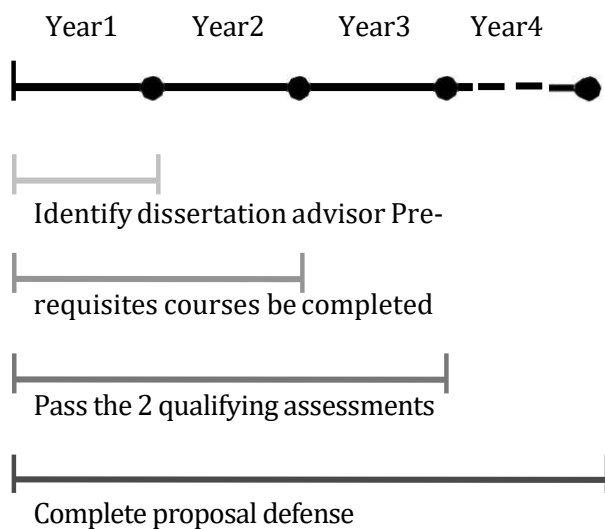 Year1 Year2 Year3 Year4
Identify dissertation advisor Pre-
requisites courses be completed
Pass the 2 qualifying assessments
Complete proposal defense